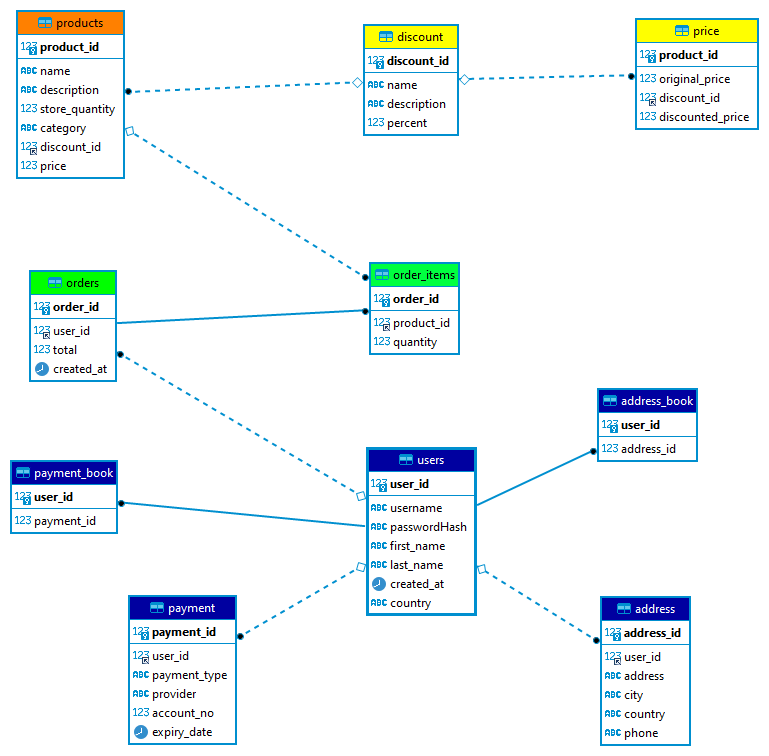 products
123 product_id
ABC name
ABC description
123 store_quantity
ABC category
123 discount_id
123 price
discount
123 discount_id
ABC name
ABC description
123 percent
price
123 product_id
123 original_price
123 discount_id
123 discounted_price
orders
123 order_id
123 user_id
123 total
created_at
order_items
123 order_id
123 product_id
123 quantity
address_book
123 user_id
123 address_id
payment_book
123 user_id
123 payment_id
users
123 user_id
ABC username
ABC passwordHash
ABC first_name
ABC last_name
created_at
ABC country
payment
123 payment_id
123 user_id
ABC payment_type
ABC provider
123 account_no
expiry_date
address
123 address_id
123 user_id
ABC address
ABC city
ABC country
ABC phone